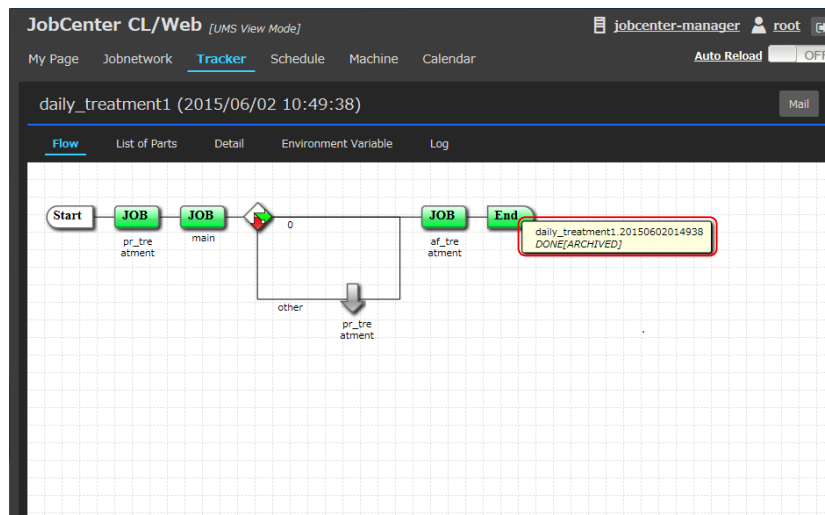 JobCenter CL/Web [UMS View Mode]
jobcenter-manager root
My Page Jobnetwork Tracker Schedule Machine Calendar
Auto Reload OFF
daily_treatment1 (2015/06/02 10:49:38)
Mail
Flow List of Parts Detail Environment Variable Log
Start JOB JOB 0 JOB End
pr_tre
atment
main
af_tre
atment
daily_treatment1.20150602014938
DONE[ARCHIVED]
other
pr_tre
atment